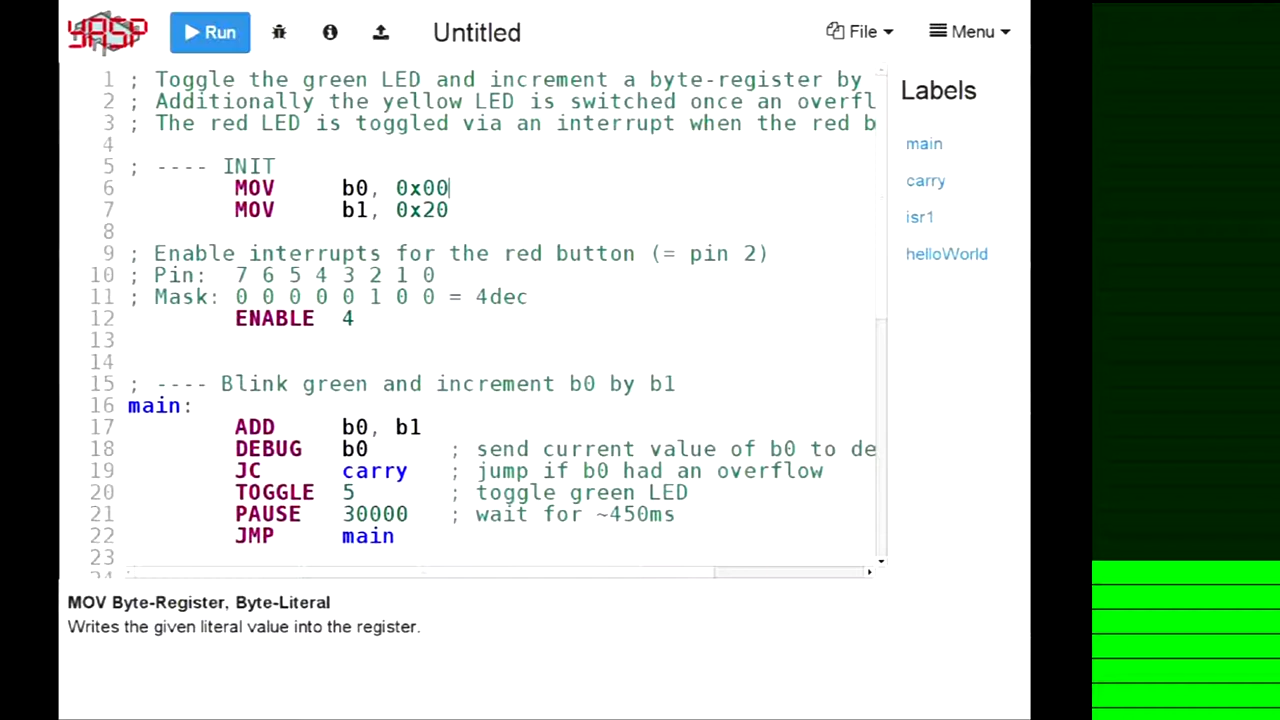 YASP
Run
Untitled
File
Menu
1 ; Toggle the green LED and increment a byte-register by
2 ; Additionally the yellow LED is switched once an overfl
3 ; The red LED is toggled via an interrupt when the red b
4
5 ; ---- INIT
6 MOV b0, 0x00
7 MOV b1, 0x20
8
9 ; Enable interrupts for the red button (= pin 2)
10 ; Pin: 7 6 5 4 3 2 1 0
11 ; Mask: 0 0 0 0 0 1 0 0 = 4dec
12 ENABLE 4
13
14
15 ; ---- Blink green and increment b0 by b1
16 main:
17 ADD b0, b1
18 DEBUG b0 ; send current value of b0 to de
19 JC carry ; jump if b0 had an overflow
20 TOGGLE 5 ; toggle green LED
21 PAUSE 30000 ; wait for ~450ms
22 JMP main
23
24
Labels
main
carry
isr1
helloWorld
MOV Byte-Register, Byte-Literal
Writes the given literal value into the register.